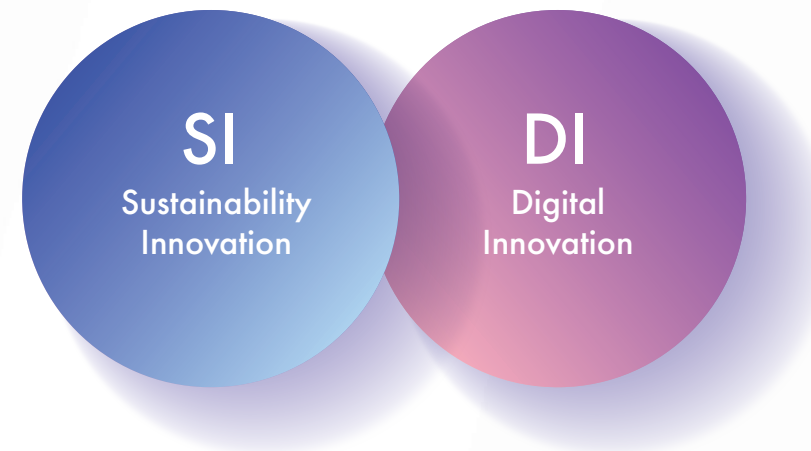 SI
Sustainability
Innovation
DI
Digital
Innovation